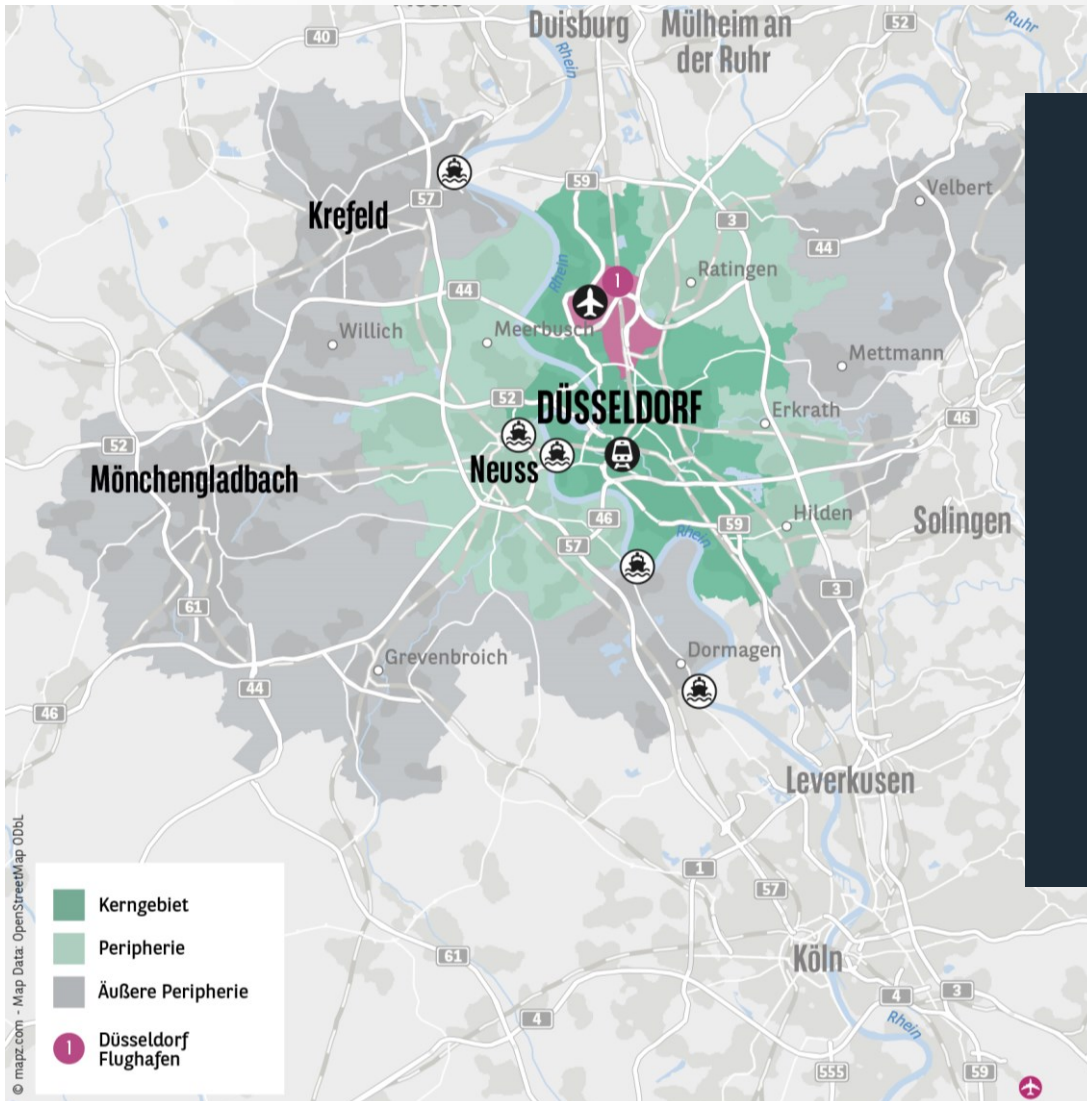 Duisburg
Mülheim an
der Ruhr
52
Ruhr
40
Rhein
59
Velbert
57
Krefeld
3
44
Rhein
1
Ratingen
44
Willich
Meerbusch
Mettmann
52
DÜSSELDORF
Erkrath
46
52
Mönchengladbach
Neuss
46
59
Hilden
Solingen
57
Rhein
3
61
Grevenbroich
Dormagen
44
46
Leverkusen
1
57
61
Köln
4
3
4
Rhein
555
59
Kerngebiet
Peripherie
Äußere Peripherie
1
Düsseldorf
Flughafen
© mapz.com - Map Data: OpenStreetMap ODbL